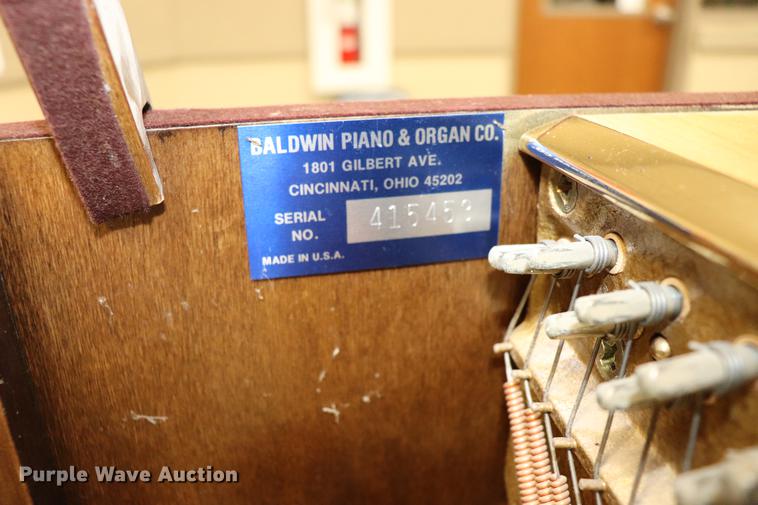 BALDWIN PIANO & ORGAN CO.
1801 GILBERT AVE.
CINCINNATI, OHIO 45202
SERIAL NO. 415453
MADE IN U.S.A.
Purple Wave Auction